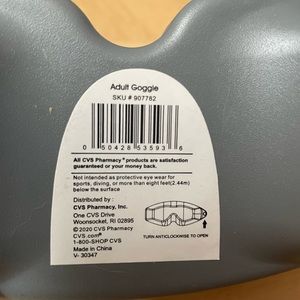 Adult Goggle
SKU # 907782
0 50428 53593 6
All CVS Pharmacy® products are satisfaction
guaranteed or your money back.
Not intended as protective eye wear for
sports, diving, or more than eight feet(2.44m)
below the surface
Distributed by :
CVS Pharmacy, Inc.
One CVS Drive
Woonsocket, RI 02895
© 2020 CVS Pharmacy
CVS.com®
1-800-SHOP CVS
Made in China
V- 30347
TURN ANTICLOCKWISE TO OPEN